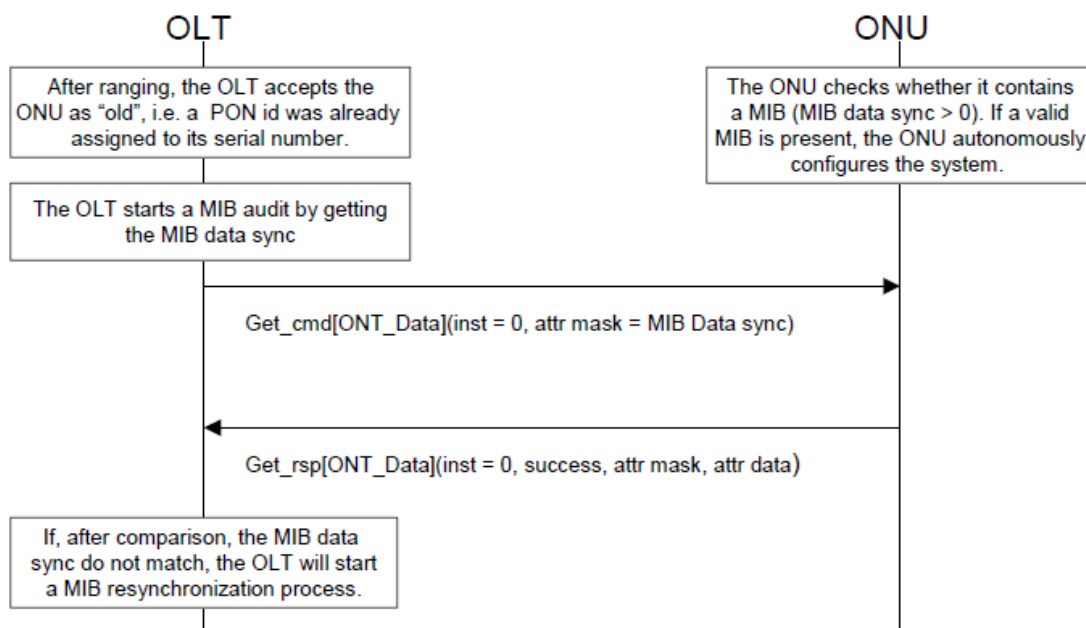 OLT
ONU
After ranging, the OLT accepts the
ONU as “old”, i.e. a  PON id was already
assigned to its serial number.
The ONU checks whether it contains
a MIB (MIB data sync > 0). If a valid
MIB is present, the ONU autonomously
configures the system.
The OLT starts a MIB audit by getting
the MIB data sync
Get_cmd[ONT_Data](inst = 0, attr mask = MIB Data sync)
Get_rsp[ONT_Data](inst = 0, success, attr mask, attr data)
If, after comparison, the MIB data
sync do not match, the OLT will start
a MIB resynchronization process.